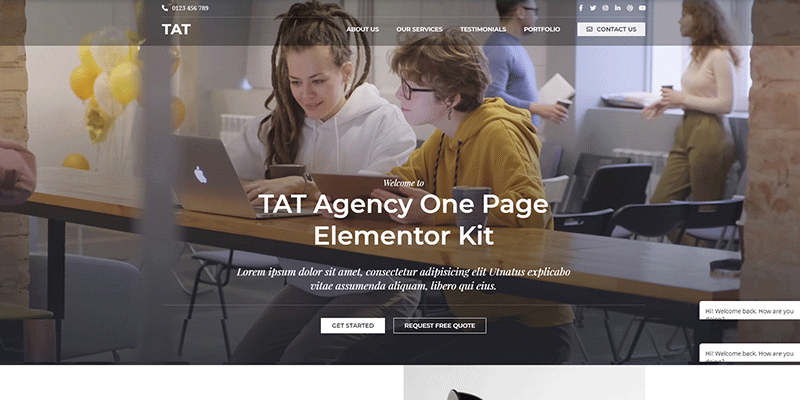 0123 456 789
TAT
ABOUT US
OUR SERVICES
TESTIMONIALS
PORTFOLIO
CONTACT US
Welcome to
TAT Agency One Page
Elementor Kit
Lorem ipsum dolor sit amet, consectetur adipisicing elit Utnatus explicabo
vitae assumenda aliquam, libero qui eius.
GET STARTED
REQUEST FREE QUOTE
Hi! Welcome back. How are you
doing?
Hi! Welcome back. How are you
doing?